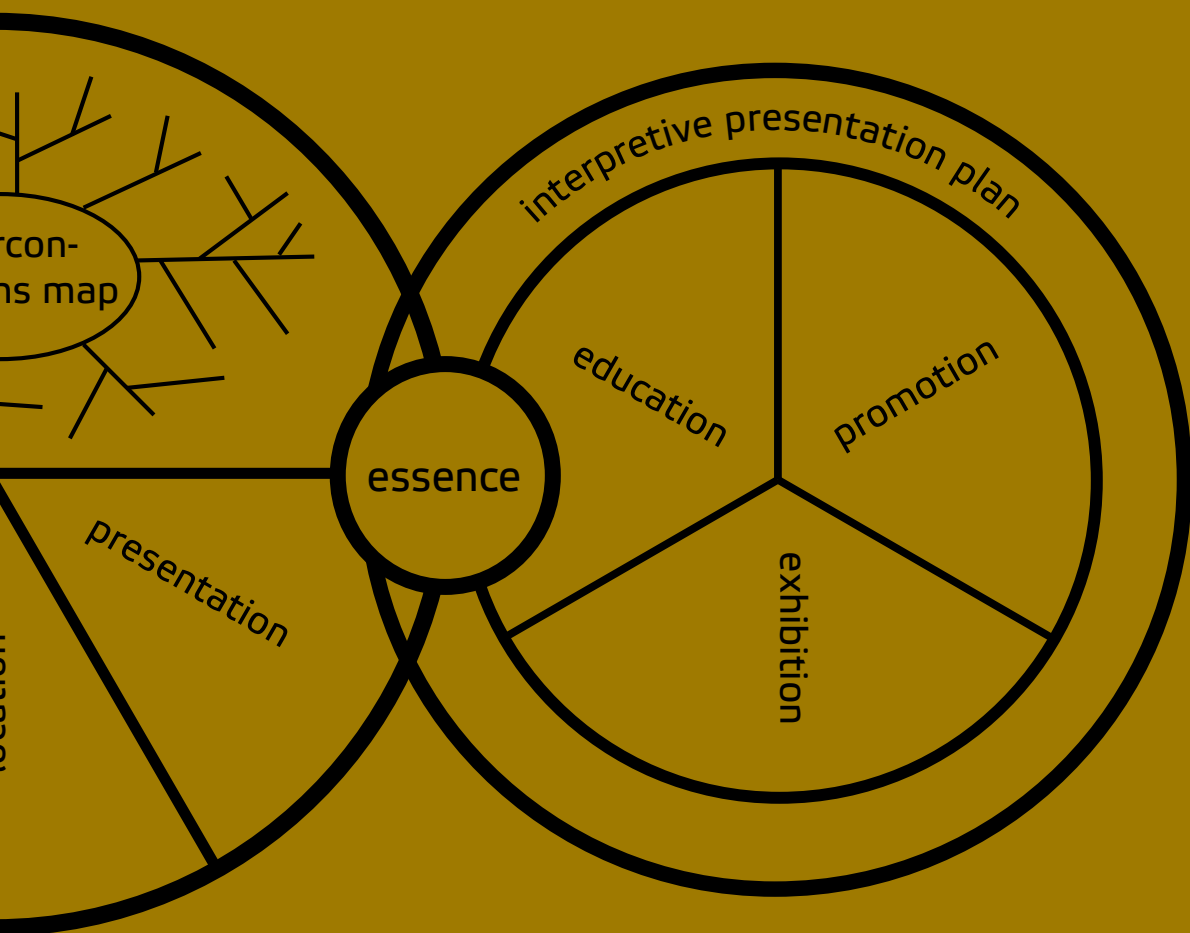 rcon-
ns map
interpretive presentation plan
education
promotion
essence
presentation
exhibition